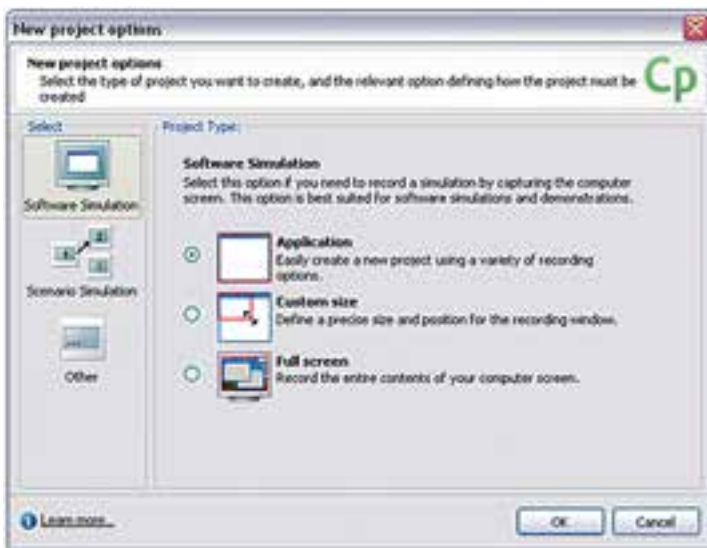 New project options
New project options
Select the type of project you want to create, and the relevant option defining how the project must be
created
Cp
Select
Project Type:
Software Simulation
Software Simulation
Select this option if you need to record a simulation by capturing the computer
screen. This option is best suited for software simulations and demonstrations.
Application
Easily create a new project using a variety of recording
options.
Scenario Simulation
Custom size
Define a precise size and position for the recording window.
Other
Full screen
Record the entire contents of your computer screen.
Learn more...
OK
Cancel